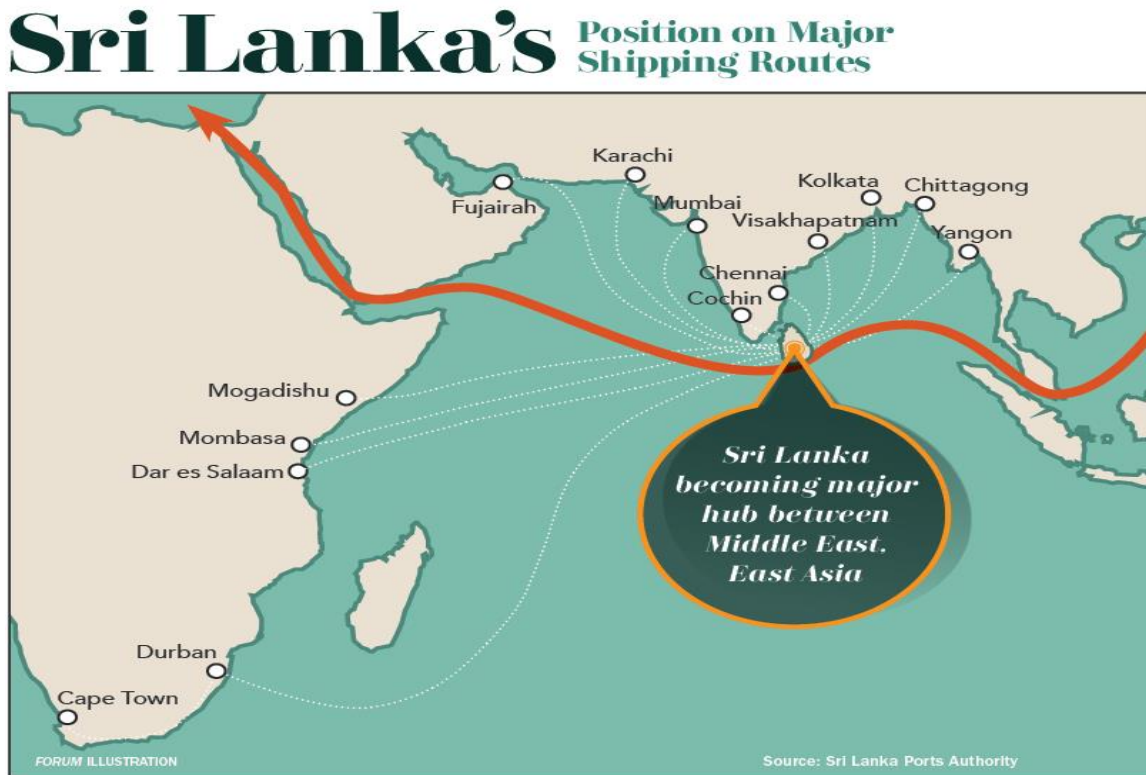 Sri Lanka's
Position on Major
Shipping Routes
Karachi
Kolkata
Chittagong
Fujairah
Mumbai
Visakhapatnam
Yangon
Chennai
Cochin
Mogadishu
Mombasa
Dar es Salaam
Sri Lanka
becoming major
hub between
Middle East,
East Asia
Durban
Cape Town
FORUM ILLUSTRATION
Source: Sri Lanka Ports Authority